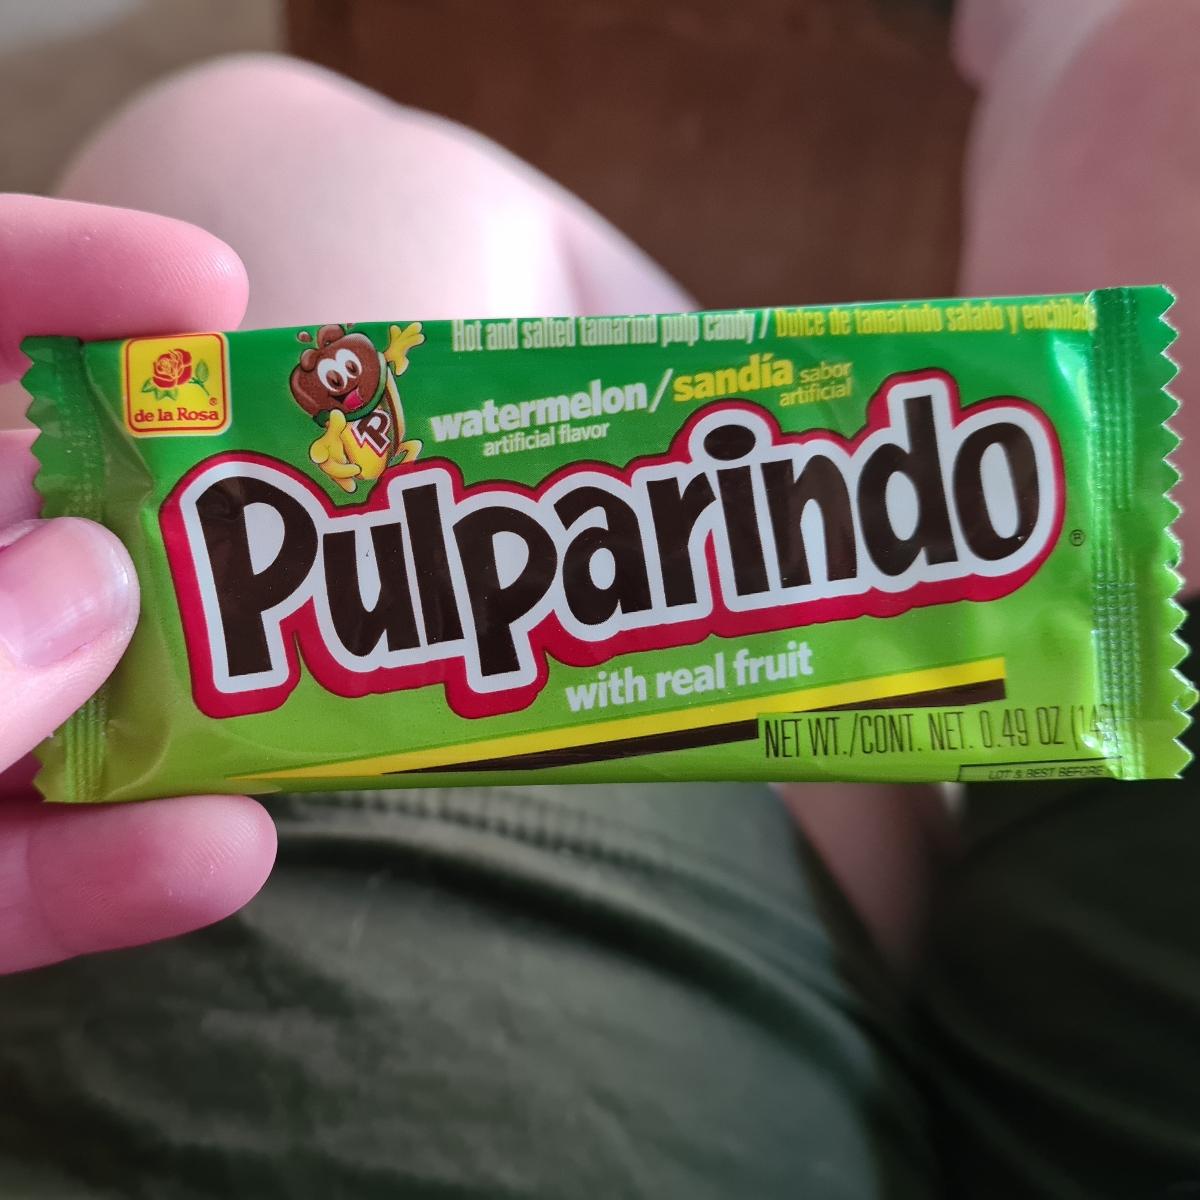 Hot and salted tamarind pulp candy / Dulce de tamarindo salado y enchilado
de la Rosa®
P
watermelon/sandía sabor artificial
artificial flavor
Pulparindo®
with real fruit
NET WT./CONT. NET. 0.49 OZ (14
LOT & BEST BEFORE